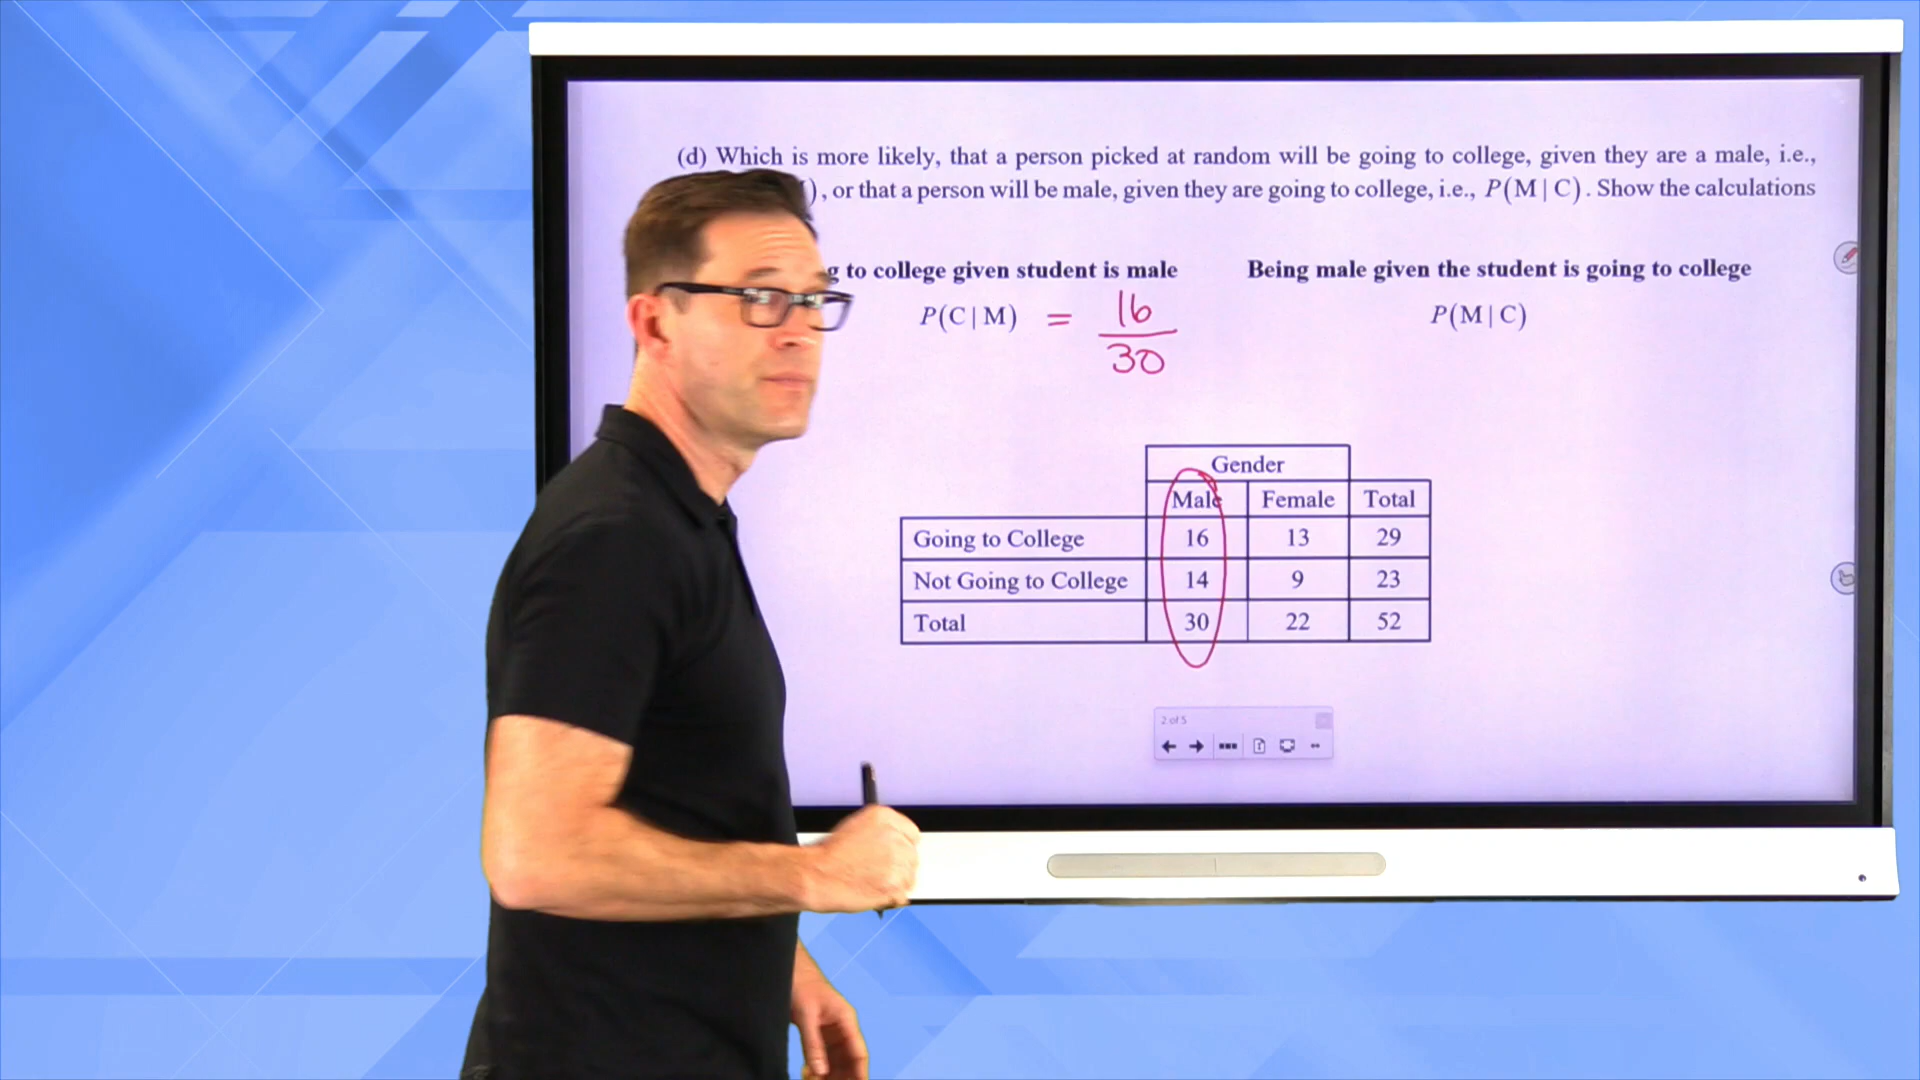 (d) Which is more likely, that a person picked at random will be going to college, given they are a male, i.e.,
), or that a person will be male, given they are going to college, i.e., P(M | C). Show the calculations
g to college given student is male
Being male given the student is going to college
P(C | M) = 16/30
P(M | C)
Gender
Male Female Total
Going to College 16 13 29
Not Going to College 14 9 23
Total 30 22 52
2 of 5